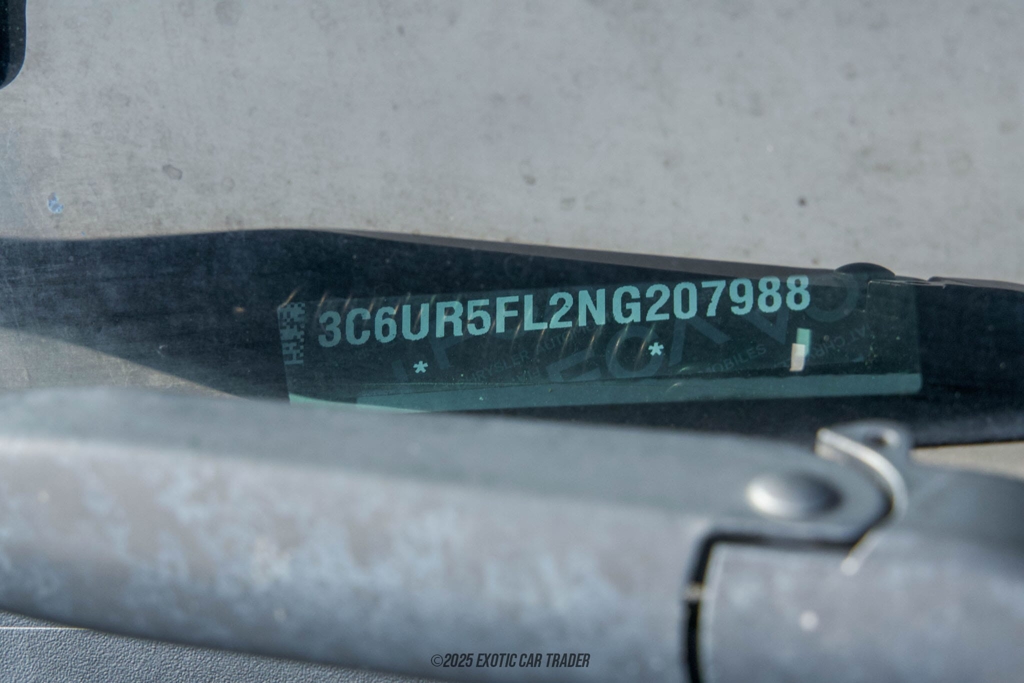 3C6UR5FL2NG207988
* *
©2025 EXOTIC CAR TRADER